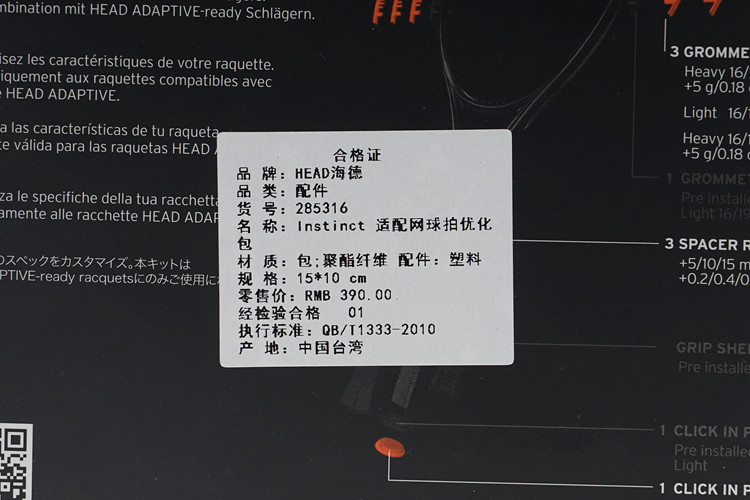 mbination mit HEAD ADAPTIVE-ready Schlägern.
isez les caractéristiques de votre raquette.
iquement aux raquettes compatibles avec
HEAD ADAPTIVE.
a las características de tu raqueta
te válida para las raquetas HEAD
za le specifiche della tua racchetta
amente alle racchette HEAD ADAP
のスペックをカスタマイズ。本キットは
PTIVE-ready racquetsにのみご使用に
合格证
品 牌: HEAD海德
品 类: 配件
货 号: 285316
名 称: Instinct 适配网球拍优化
包
材 质: 包;聚酯纤维 配件: 塑料
规 格: 15*10 cm
零售价: RMB 390.00
经检验合格 01
执行标准: QB/T1333-2010
产 地: 中国台湾
3 GROMME
Heavy 16/1
+5 g/0.18
Light 16/1
Heavy 16/1
+5 g/0.18
1 GROMMET
Pre installe
Light 16/19
3 SPACER R
+5/10/15 m
+0.2/0.4/0
GRIP SHE
Pre installe
1 CLICK IN P
Pre installe
Light
1 CLICK IN P